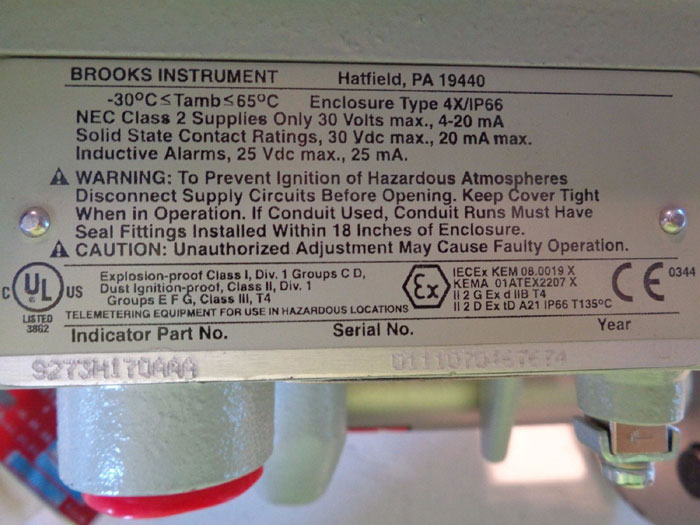 BROOKS INSTRUMENT Hatfield, PA 19440
-30°C≤Tamb≤65°C Enclosure Type 4X/IP66
NEC Class 2 Supplies Only 30 Volts max., 4-20 mA
Solid State Contact Ratings, 30 Vdc max., 20 mA max.
Inductive Alarms, 25 Vdc max., 25 mA.
WARNING: To Prevent Ignition of Hazardous Atmospheres
Disconnect Supply Circuits Before Opening. Keep Cover Tight
When in Operation. If Conduit Used, Conduit Runs Must Have
Seal Fittings Installed Within 18 Inches of Enclosure.
CAUTION: Unauthorized Adjustment May Cause Faulty Operation.
C UL US
LISTED
3862
Explosion-proof Class I, Div. 1 Groups C D,
Dust Ignition-proof, Class II, Div. 1
Groups E F G, Class III, T4
TELEMETERING EQUIPMENT FOR USE IN HAZARDOUS LOCATIONS
Ex
IECEx KEM 08.0019 X
KEMA 01ATEX2207 X
II 2 G Ex d IIB T4
II 2 D Ex tD A21 IP66 T135°C
CE 0344
Indicator Part No. Serial No. Year
S273H170AAA